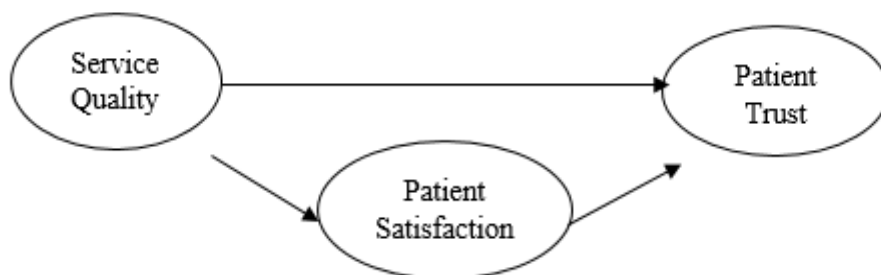 Service
Quality
Patient
Trust
Patient
Satisfaction